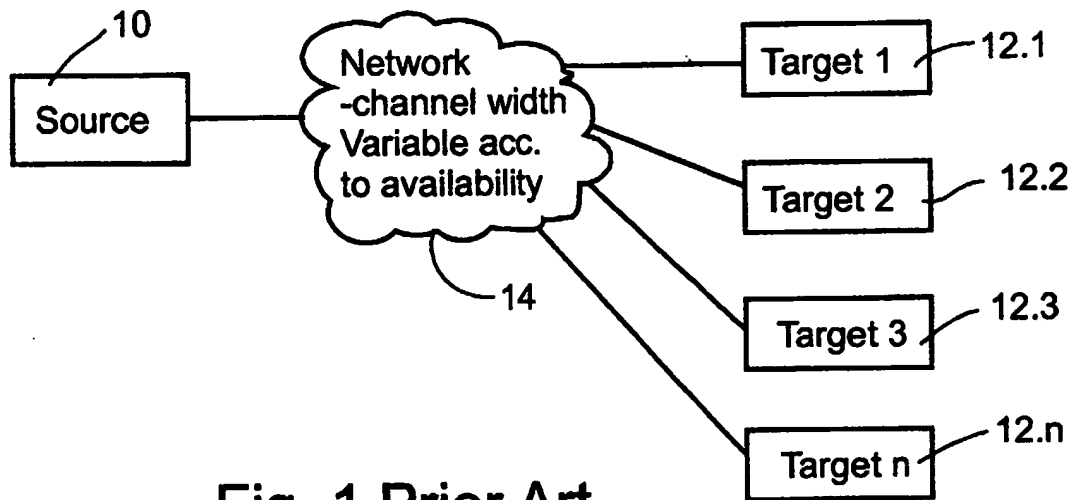 10
Source
Network
-channel width
Variable acc.
to availability
14
Target 1
12.1
Target 2
12.2
Target 3
12.3
Target n
12.n
Fig. 1 Prior Art